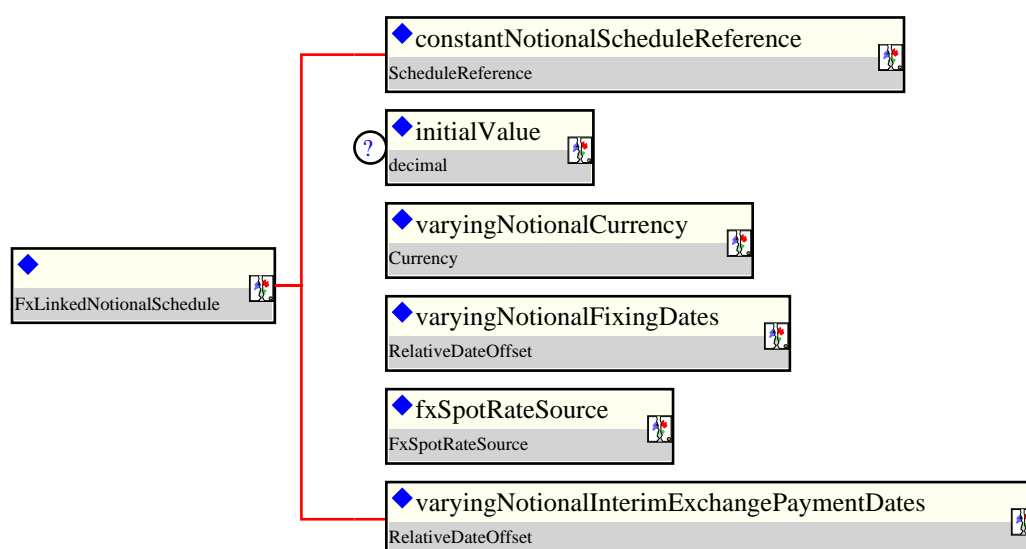 constantNotionalScheduleReference
ScheduleReference
initialValue
?
decimal
varyingNotionalCurrency
Currency
FxLinkedNotionalSchedule
varyingNotionalFixingDates
RelativeDateOffset
fxSpotRateSource
FxSpotRateSource
varyingNotionalInterimExchangePaymentDates
RelativeDateOffset